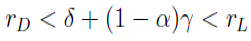 r_D < δ + (1 − α)γ < r_L